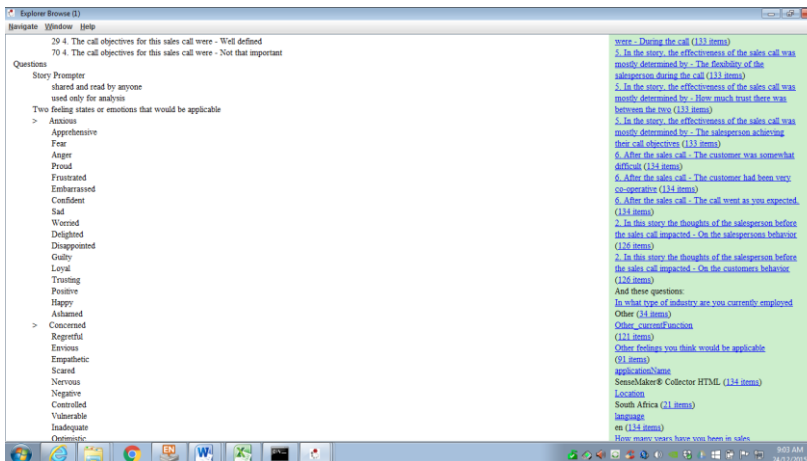 Explorer Browse (1)
Navigate Window Help
29 4. The call objectives for this sales call were - Well defined
70 4. The call objectives for this sales call were - Not that important
Questions
Story Prompter
shared and read by anyone
used only for analysis
Two feeling states or emotions that would be applicable
> Anxious
Apprehensive
Fear
Anger
Proud
Frustrated
Embarrassed
Confident
Sad
Worried
Delighted
Disappointed
Guilty
Loyal
Trusting
Positive
Happy
Ashamed
> Concerned
Regretful
Envious
Empathetic
Scared
Nervous
Negative
Controlled
Vulnerable
Inadequate
Optimistic
were - During the call (133 items)
5. In the story, the effectiveness of the sales call was
mostly determined by - The flexibility of the
salesperson during the call (133 items)
5. In the story, the effectiveness of the sales call was
mostly determined by - How much trust there was
between the two (133 items)
5. In the story, the effectiveness of the sales call was
mostly determined by - The salesperson achieving
their call objectives (133 items)
6. After the sales call - The customer was somewhat
difficult (134 items)
6. After the sales call - The customer had been very
co-operative (134 items)
6. After the sales call - The call went as you expected.
(134 items)
2. In this story the thoughts of the salesperson before
the sales call impacted - On the salespersons behavior
(126 items)
2. In this story the thoughts of the salesperson before
the sales call impacted - On the customers behavior
(126 items)
And these questions:
In what type of industry are you currently employed
Other (34 items)
Other_currentFunction
(121 items)
Other feelings you think would be applicable
(91 items)
applicationName
SenseMaker® Collector HTML (134 items)
Location
South Africa (21 items)
language
en (134 items)
How many years have you been in sales
9:03 AM
24/12/2015